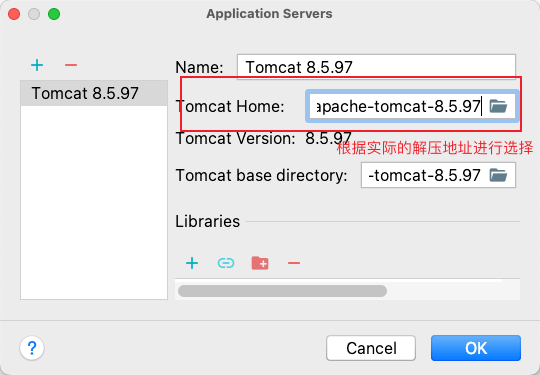 Application Servers
Name: Tomcat 8.5.97
Tomcat 8.5.97
Tomcat Home: apache-tomcat-8.5.97
Tomcat Version: 8.5.97
根据实际的解压地址进行选择
Tomcat base directory: -tomcat-8.5.97
Libraries
?
Cancel
OK